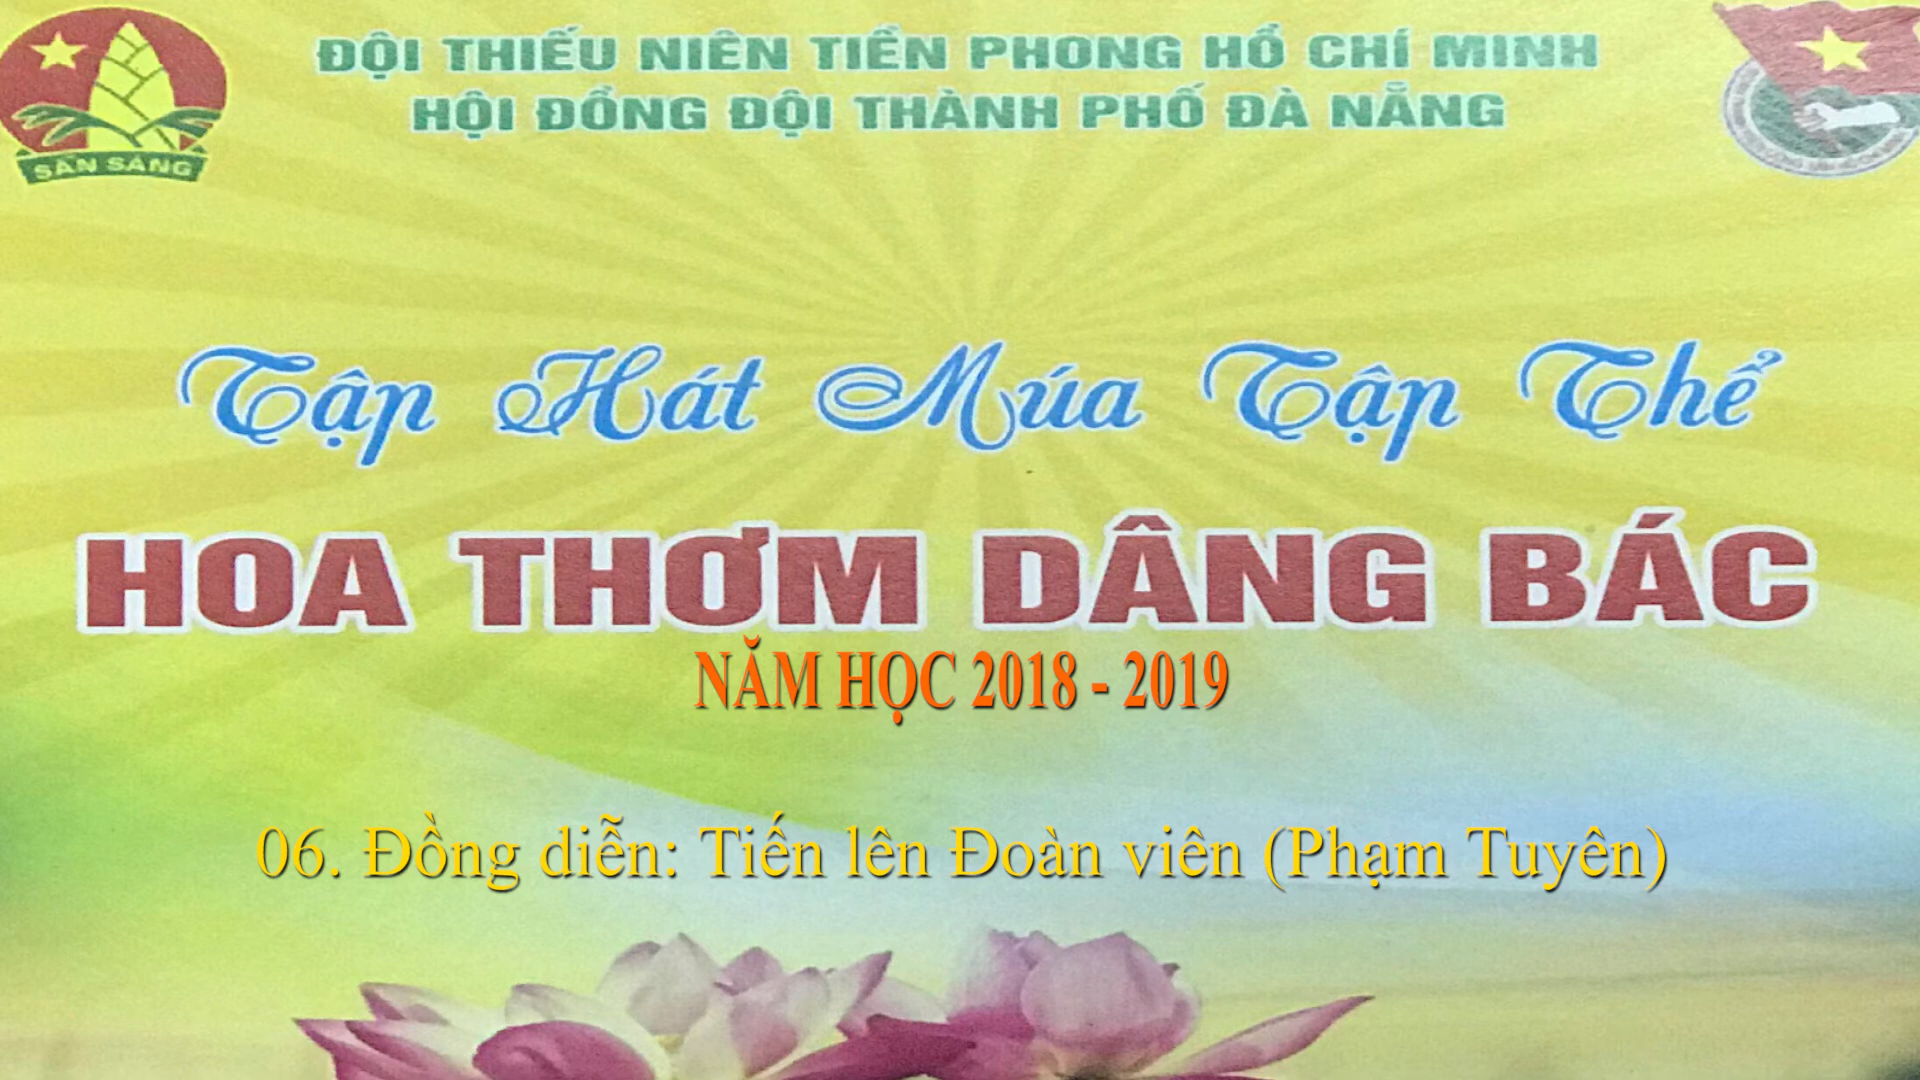 ĐỘI THIẾU NIÊN TIỀN PHONG HỒ CHÍ MINH
HỘI ĐỒNG ĐỘI THÀNH PHỐ ĐÀ NẴNG
SẴN SÀNG
Tập Hát Múa Tập Thể
HOA THƠM DÂNG BÁC
NĂM HỌC 2018 - 2019
06. Đồng diễn: Tiến lên Đoàn viên (Phạm Tuyên)